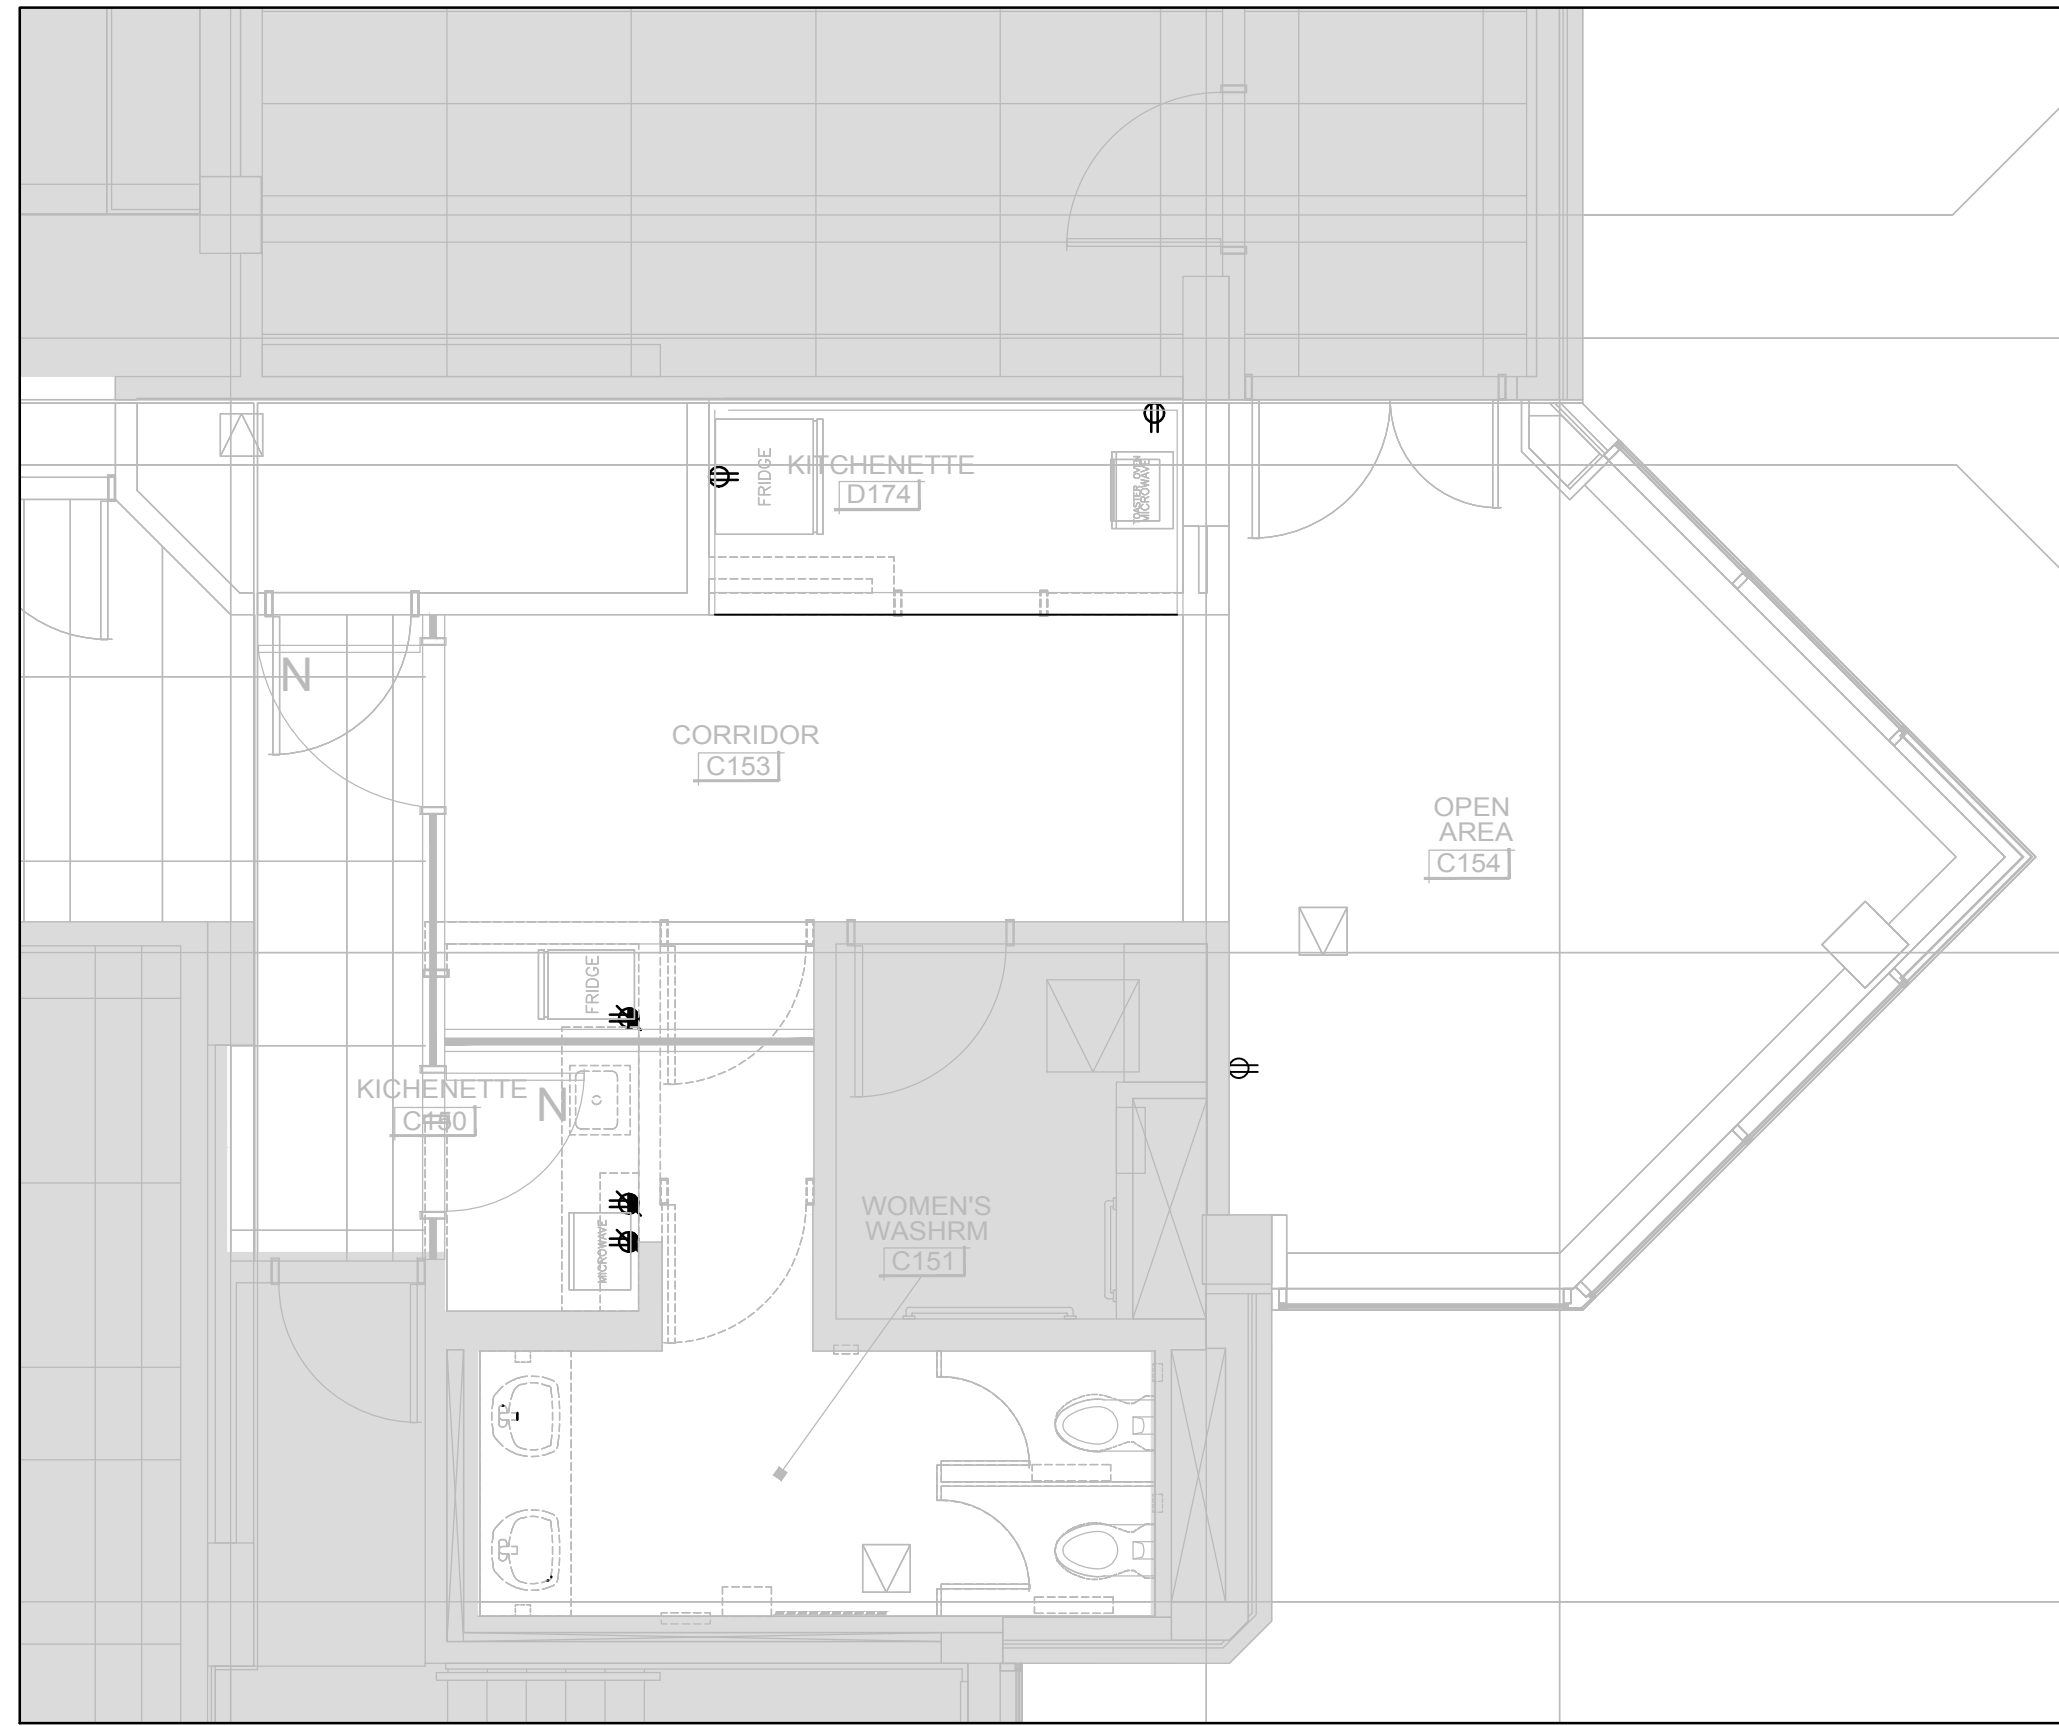 FRIDGE
KITCHENETTE
D174
TOASTER OVEN
MICROWAVE
N
CORRIDOR
C153
OPEN
AREA
C154
FRIDGE
KICHENETTE
C150
N
MICROWAVE
WOMEN'S
WASHRM
C151